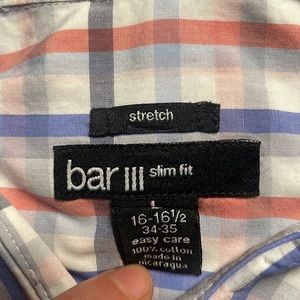 stretch
bar III slim fit
L
16-16½
34-35
easy care
100% cotton
made in
nicaragua